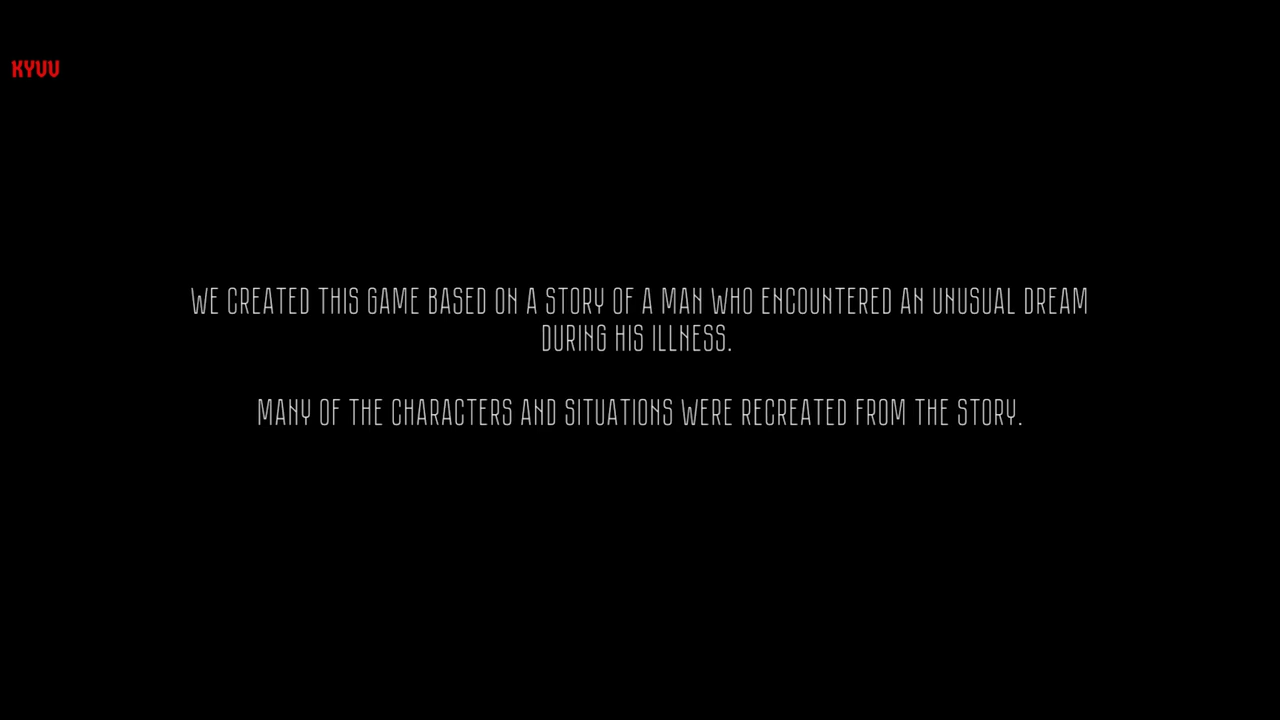 KYUU
WE CREATED THIS GAME BASED ON A STORY OF A MAN WHO ENCOUNTERED AN UNUSUAL DREAM
DURING HIS ILLNESS.
MANY OF THE CHARACTERS AND SITUATIONS WERE RECREATED FROM THE STORY.